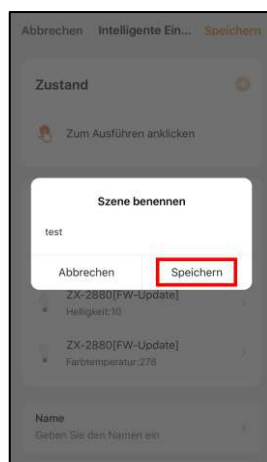 Abbrechen Intelligente Ein... Speichern
Zustand
Zum Ausführen anklicken
Szene benennen
test
Abbrechen Speichern
ZX-2880[FW-Update]
Helligkeit:10
ZX-2880[FW-Update]
Farbtemperatur:276
Name
Geben Sie den Namen ein